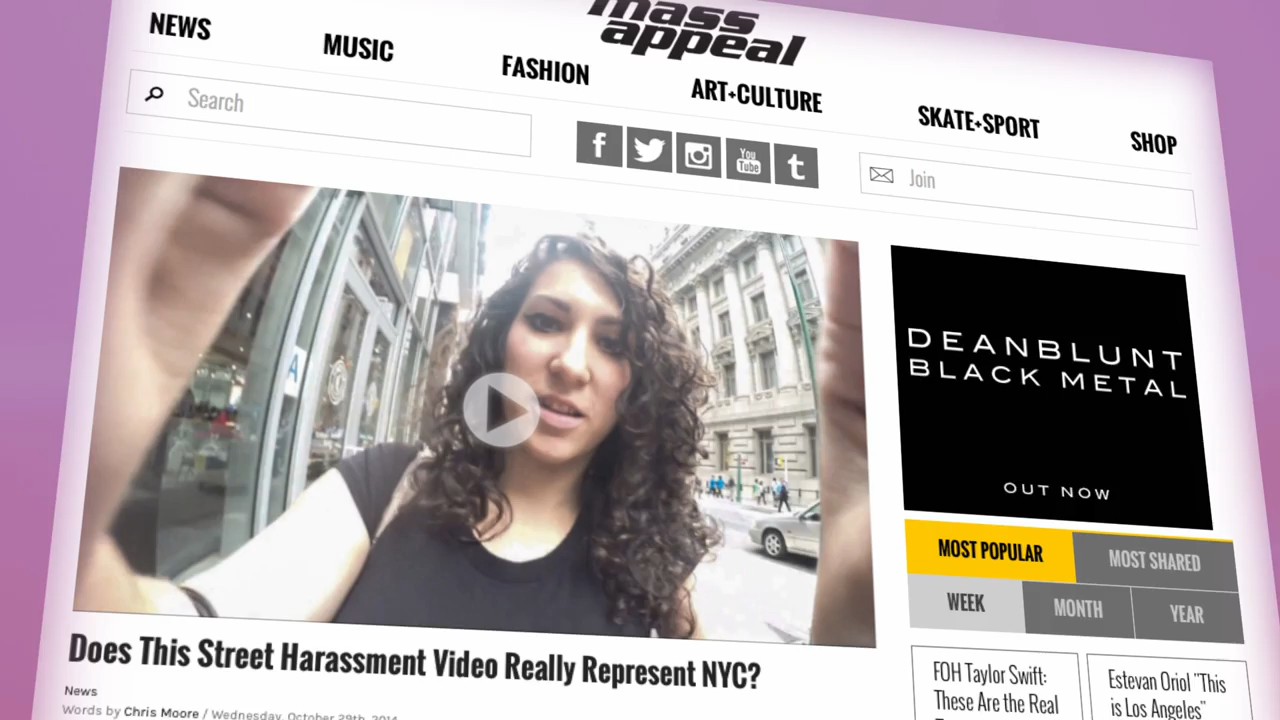 mass
appeal
NEWS
MUSIC
FASHION
ART+CULTURE
SKATE+SPORT
SHOP
Search
f
You
Tube
t
Join
A
DEANBLUNT
BLACK METAL
OUT NOW
MOST POPULAR
MOST SHARED
WEEK
MONTH
YEAR
Does This Street Harassment Video Really Represent NYC?
News
Words by Chris Moore / Wednesday, October 29th, 2014
FOH Taylor Swift:
These Are the Real
Estevan Oriol "This
is Los Angeles"